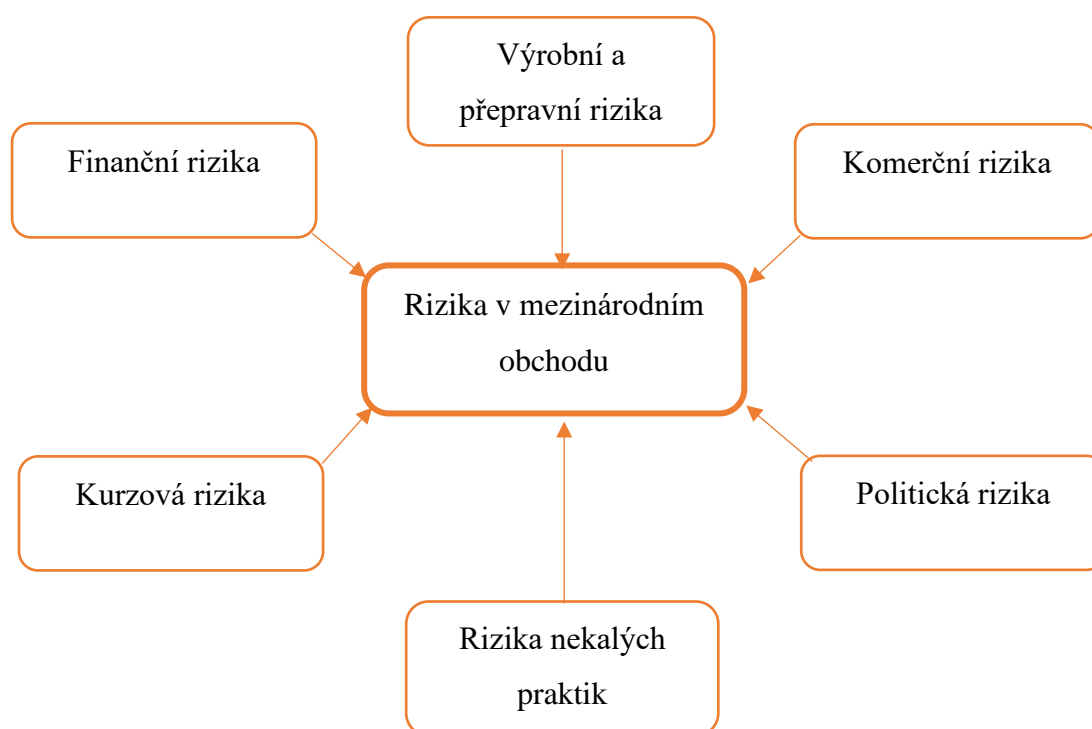 Výrobní a
přepravní rizika
Finanční rizika
Komerční rizika
Rizika v mezinárodním
obchodu
Kurzová rizika
Politická rizika
Rizika nekalých
praktik